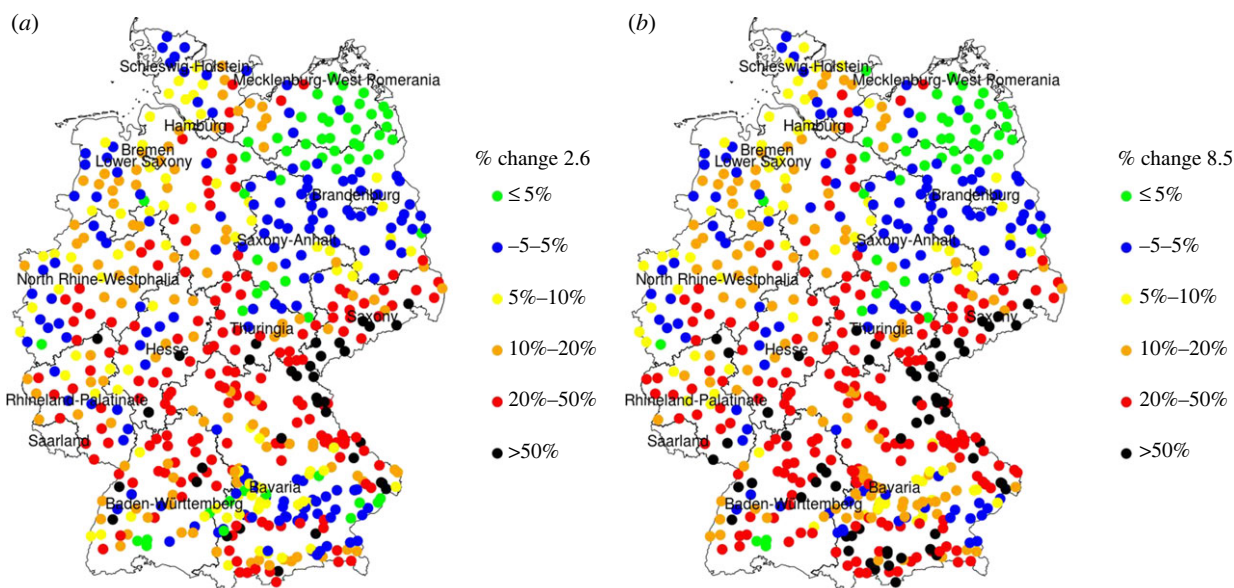 (a)
Schleswig-Holstein
Mecklenburg-West Pomerania
Hamburg
Bremen
Lower Saxony
Brandenburg
Saxony-Anhalt
North Rhine-Westphalia
Saxony
Thuringia
Hesse
Rhineland-Palatinate
Saarland
Bavaria
Baden-Württemberg
% change 2.6
≤ 5%
–5–5%
5%–10%
10%–20%
20%–50%
>50%
(b)
Schleswig-Holstein
Mecklenburg-West Pomerania
Hamburg
Bremen
Lower Saxony
Brandenburg
Saxony-Anhalt
North Rhine-Westphalia
Saxony
Thuringia
Hesse
Rhineland-Palatinate
Saarland
Bavaria
Baden-Württemberg
% change 8.5
≤ 5%
–5–5%
5%–10%
10%–20%
20%–50%
>50%